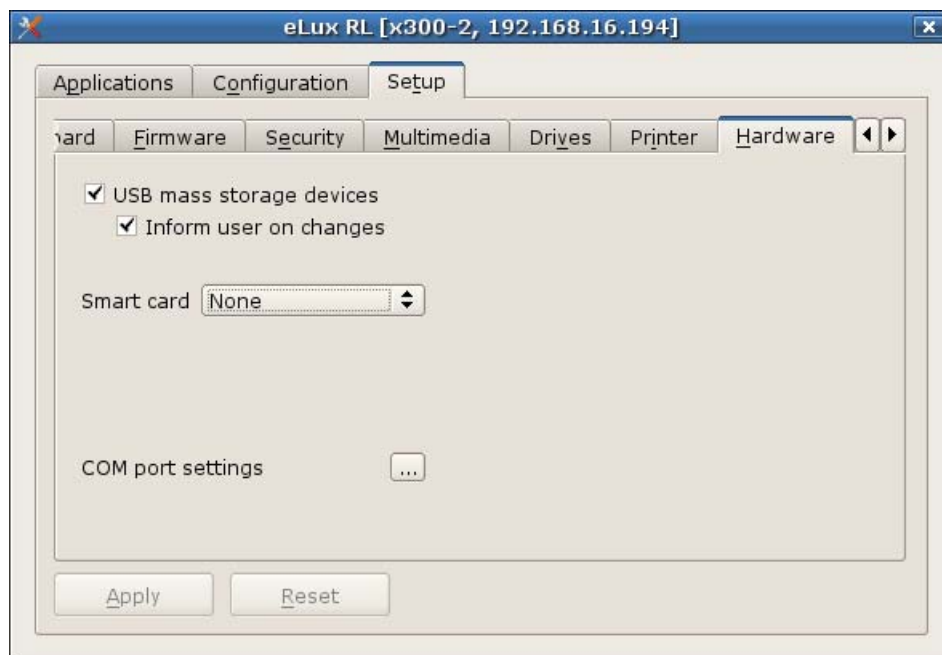 eLux RL [x300-2, 192.168.16.194]
Applications Configuration Setup
Firmware Security Multimedia Drives Printer Hardware
USB mass storage devices
Inform user on changes
Smart card None
COM port settings ...
Apply Reset